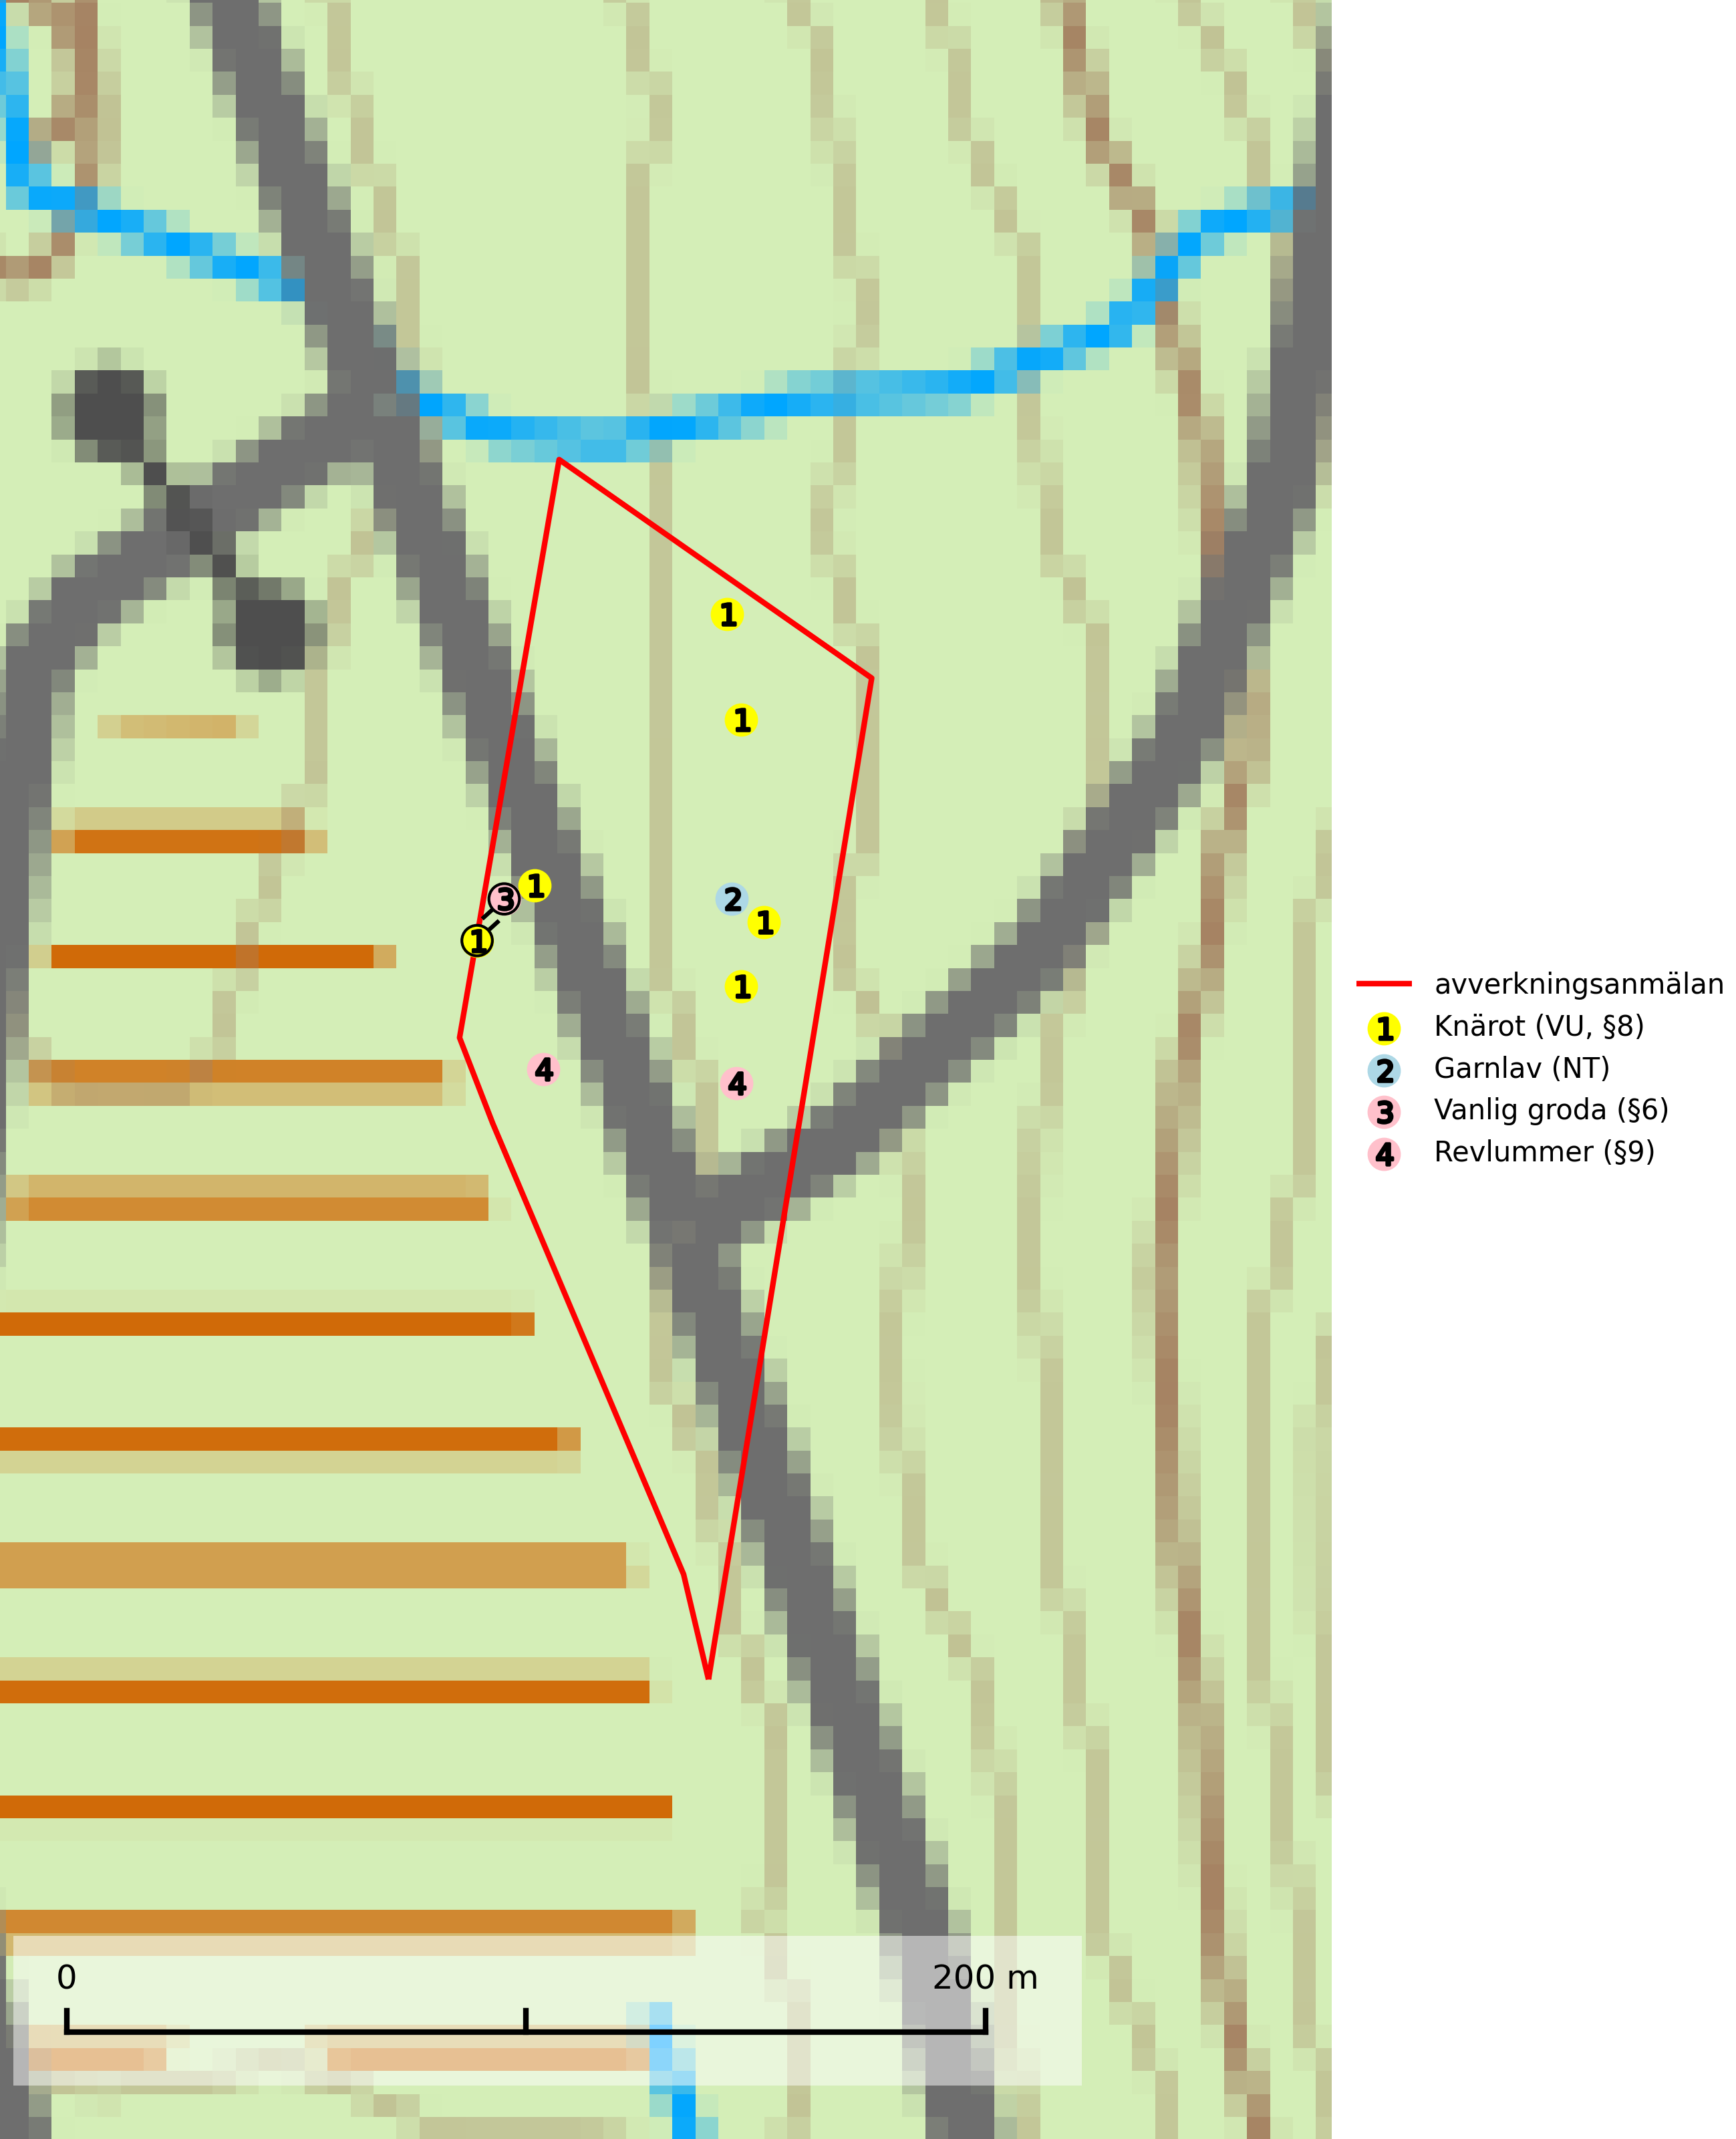 1
1
3 1
1
2
1
1
4
4
avverkningsanmälan
1 Knärot (VU, §8)
2 Garnlav (NT)
3 Vanlig groda (§6)
4 Revlummer (§9)
0 200 m